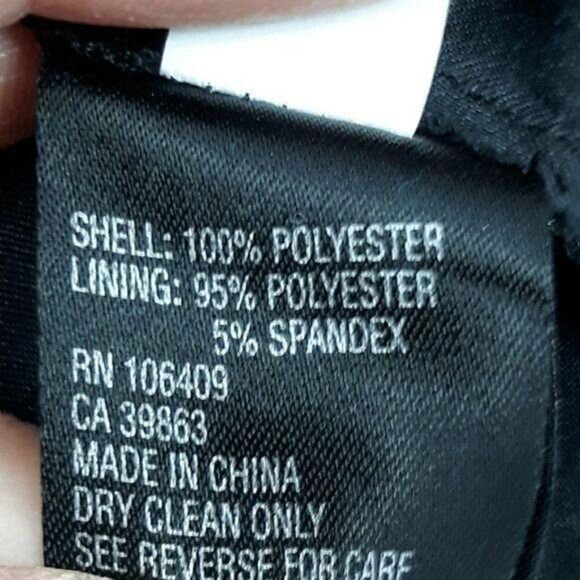 SHELL: 100% POLYESTER
LINING: 95% POLYESTER
5% SPANDEX
RN 106409
CA 39863
MADE IN CHINA
DRY CLEAN ONLY
SEE REVERSE FOR CARE